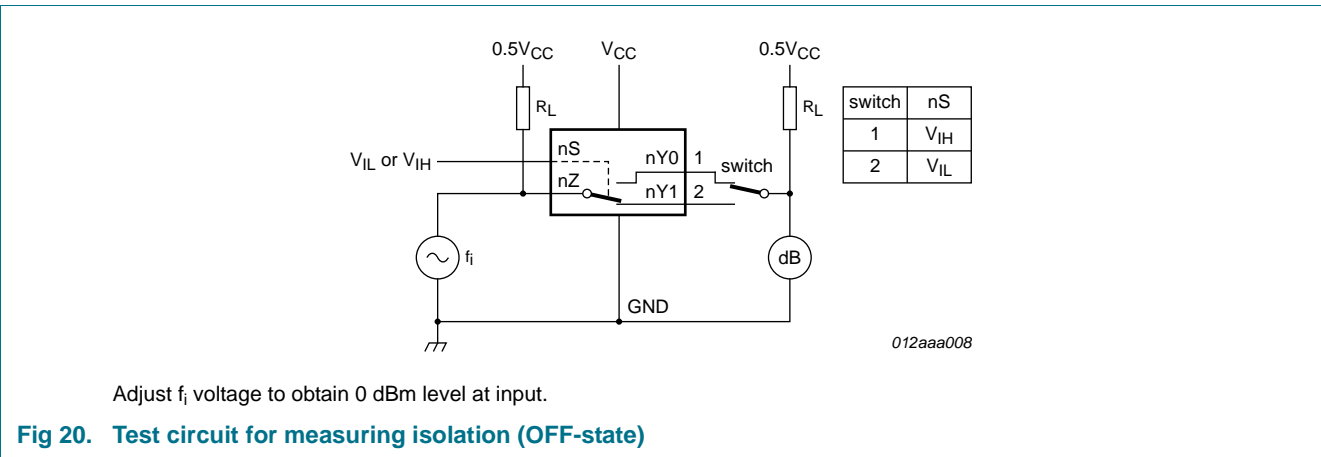 0.5VCC VCC 0.5VCC
RL RL
switch nS
1 VIH
2 VIL
VIL or VIH nS nY0 1 switch
nZ nY1 2
fi dB
GND
012aaa008
Adjust fi voltage to obtain 0 dBm level at input.
Fig 20. Test circuit for measuring isolation (OFF-state)